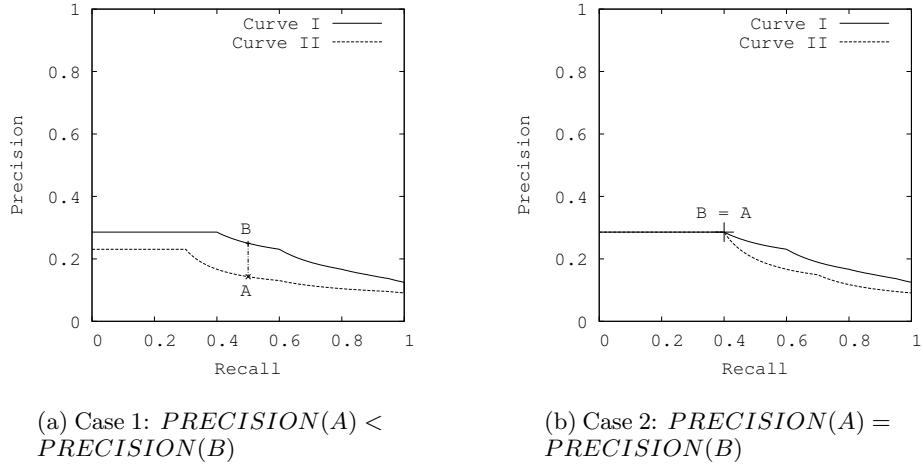 1
0.8
0.6
0.4
0.2
0
Precision
0 0.2 0.4 0.6 0.8 1
Recall
Curve I
Curve II
B
A
(a) Case 1: PRECISION(A) <
PRECISION(B)
1
0.8
0.6
0.4
0.2
0
Precision
0 0.2 0.4 0.6 0.8 1
Recall
Curve I
Curve II
B = A
(b) Case 2: PRECISION(A) =
PRECISION(B)